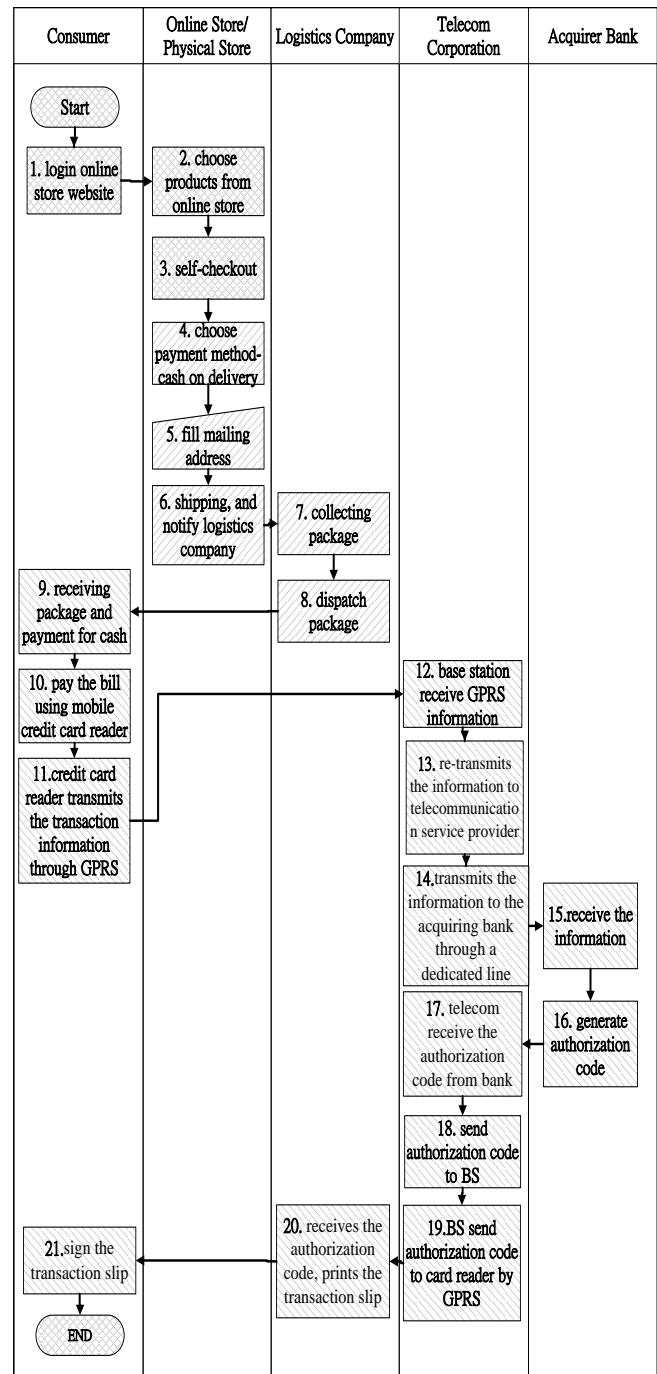 Consumer
Online Store/
Physical Store
Logistics Company
Telecom
Corporation
Acquirer Bank
Start
1. login online
store website
2. choose
products from
online store
3. self-checkout
4. choose
payment method-
cash on delivery
5. fill mailing
address
6. shipping, and
notify logistics
company
7. collecting
package
8. dispatch
package
9. receiving
package and
payment for cash
10. pay the bill
using mobile
credit card reader
11.credit card
reader transmits
the transaction
information
through GPRS
12. base station
receive GPRS
information
13. re-transmits
the information to
telecommunicatio
n service provider
14.transmits the
information to the
acquiring bank
through a
dedicated line
15.receive the
information
16. generate
authorization
code
17. telecom
receive the
authorization
code from bank
18. send
authorization code
to BS
19.BS send
authorization code
to card reader by
GPRS
20. receives the
authorization
code, prints the
transaction slip
21.sign the
transaction slip
END